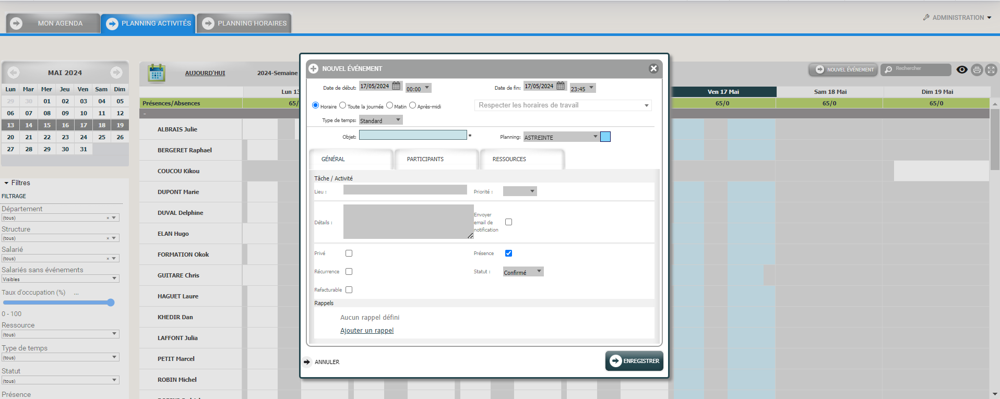 MON AGENDA
PLANNING ACTIVITÉS
PLANNING HORAIRES
ADMINISTRATION
MAI 2024
Lun Mar Mer Jeu Ven Sam Dim
29 30 01 02 03 04 05
06 07 08 09 10 11 12
13 14 15 16 17 18 19
20 21 22 23 24 25 26
27 28 29 30 31
Filtres
FILTRAGE
Département
(tous) ×
Structure
(tous) ×
Salarié
(tous) ×
Salariés sans événements
Visibles
Taux d'occupation (%) ...
0 - 100
Ressource
(tous)
Type de temps
(tous)
Statut
(tous)
Présence
AUJOURD'HUI
2024-Semaine
NOUVEL ÉVÉNEMENT
Rechercher
Lun 13
Ven 17 Mai
Sam 18 Mai
Dim 19 Mai
Présences/Absences
65/
65/0
65/0
65/0
-
ALBRAIS Julie
BERGERET Raphael
COUCOU Kikou
DUPONT Marie
DUVAL Delphine
ELAN Hugo
FORMATION Okok
GUITARE Chris
HAGUET Laure
KHEDIR Dan
LAFFONT Julia
PETIT Marcel
ROBIN Michel
NOUVEL ÉVÉNEMENT
Date de début: 17/05/2024 00:00
Date de fin: 17/05/2024 23:45
Horaire Toute la journée Matin Après-midi
Respecter les horaires de travail
Type de temps: Standard
Objet: *
Planning: ASTREINTE
GÉNÉRAL
PARTICIPANTS
RESSOURCES
Tâche / Activité
Lieu :
Priorité :
Détails :
Envoyer
email de
notification
Privé
Présence
Récurrence
Statut : Confirmé
Refacturable
Rappels
Aucun rappel défini
Ajouter un rappel
ANNULER
ENREGISTRER